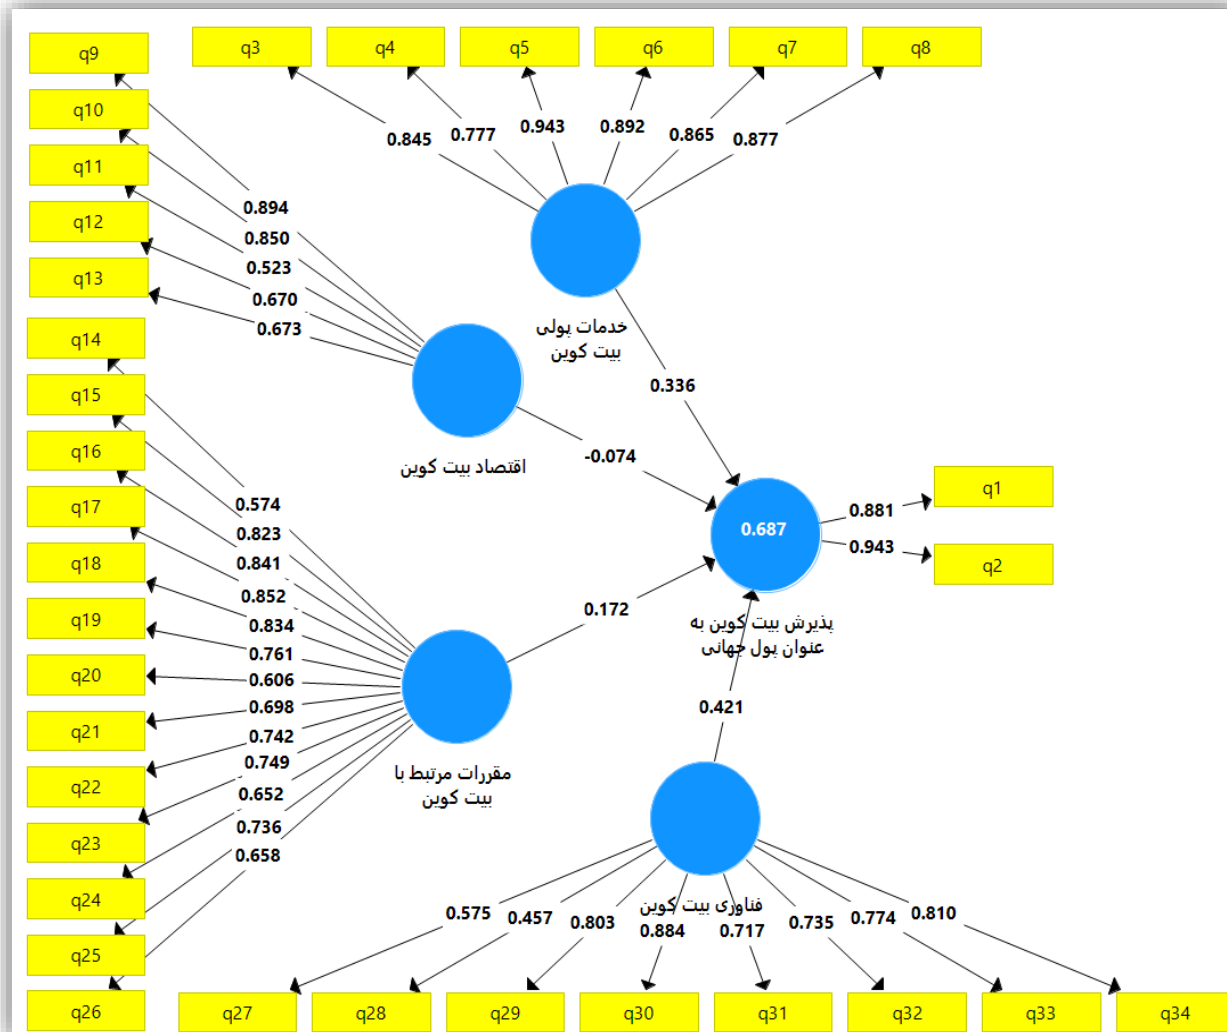 q3
q4
q5
q6
q7
q8
q9
q10
q11
q12
q13
0.845
0.777
0.943
0.892
0.865
0.877
0.894
0.850
0.523
0.670
0.673
خدمات پولی
بیت کوین
اقتصاد بیت کوین
0.336
-0.074
q14
q15
q16
q17
q18
q19
q20
q21
q22
q23
q24
q25
q26
0.574
0.823
0.841
0.852
0.834
0.761
0.606
0.698
0.742
0.749
0.652
0.736
0.658
مقررات مرتبط با
بیت کوین
0.172
0.687
پذیرش بیت کوین به
عنوان پول جهانی
0.881
0.943
q1
q2
0.421
فناوری بیت کوین
0.575
0.457
0.803
0.884
0.717
0.735
0.774
0.810
q27
q28
q29
q30
q31
q32
q33
q34